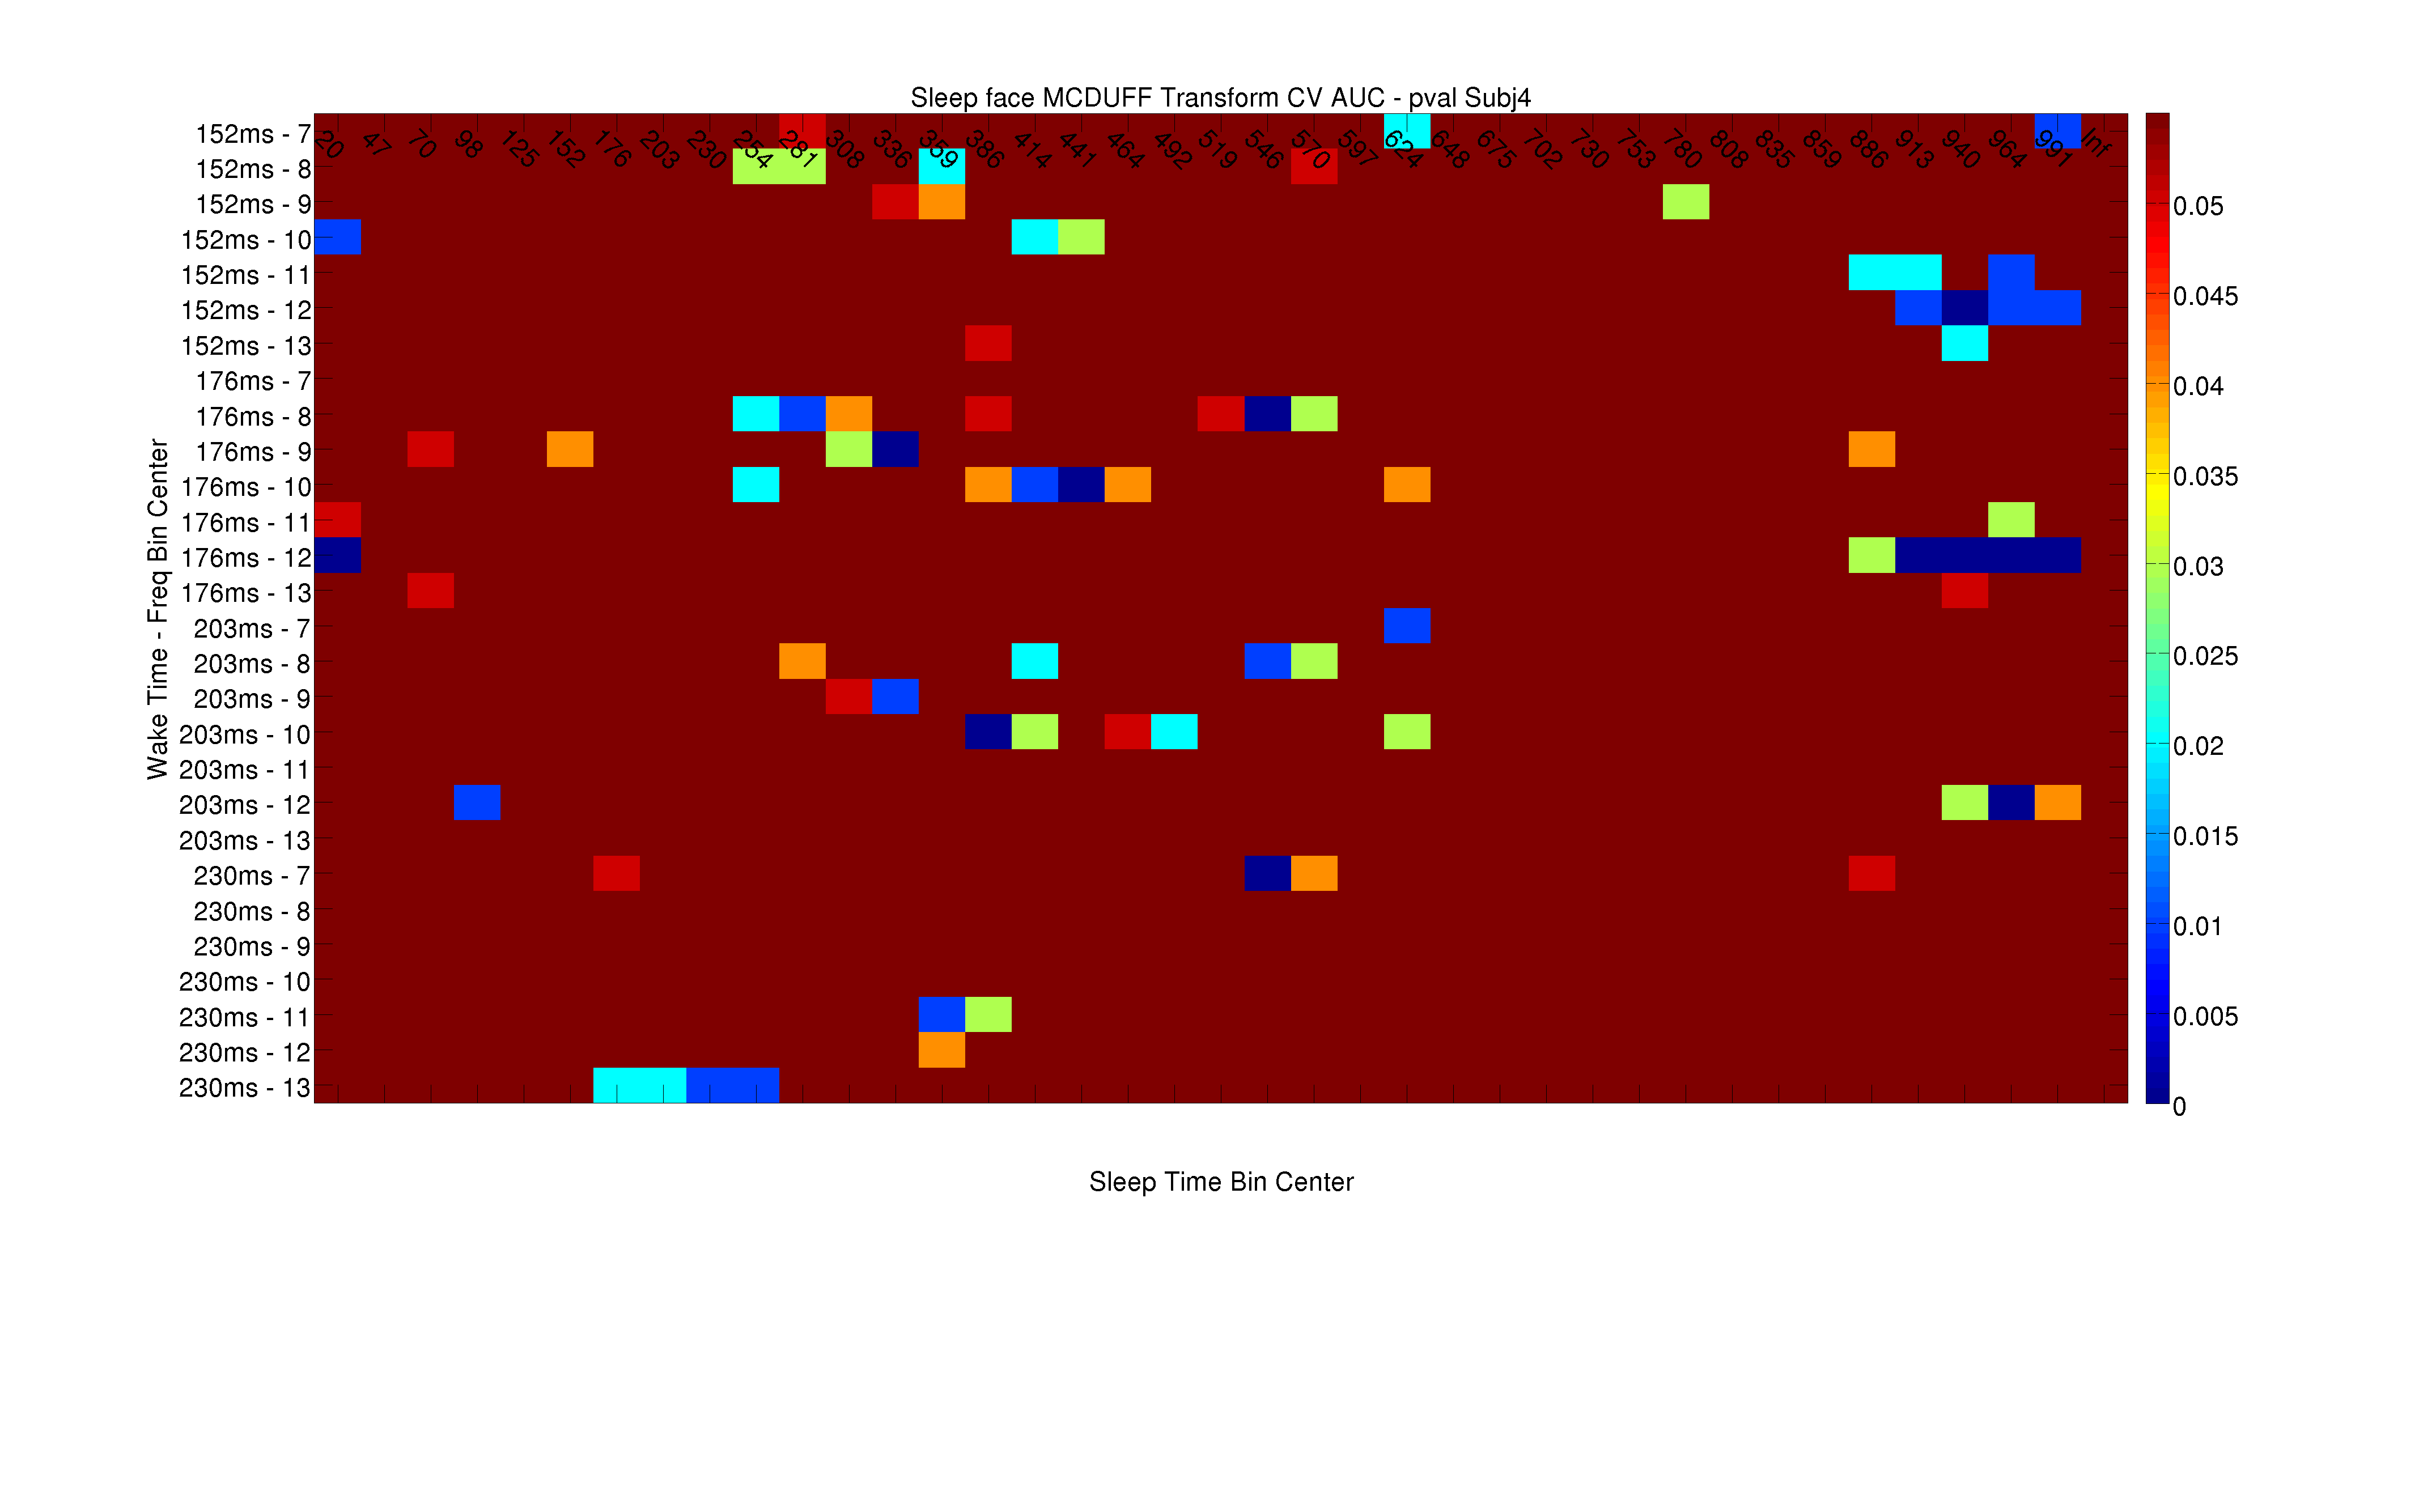 Sleep face MCDUFF Transform CV AUC - pval Subj4
152ms - 7
152ms - 8
152ms - 9
152ms - 10
152ms - 11
152ms - 12
152ms - 13
176ms - 7
176ms - 8
176ms - 9
176ms - 10
176ms - 11
176ms - 12
176ms - 13
203ms - 7
203ms - 8
203ms - 9
203ms - 10
203ms - 11
203ms - 12
203ms - 13
230ms - 7
230ms - 8
230ms - 9
230ms - 10
230ms - 11
230ms - 12
230ms - 13
Wake Time - Freq Bin Center
20 47 70 98 125 152 176 203 230 254 281 308 336 359 386 414 441 464 492 519 546 570 597 624 648 675 702 730 753 780 808 835 859 886 913 940 964 991 Inf
0.05
0.045
0.04
0.035
0.03
0.025
0.02
0.015
0.01
0.005
0
Sleep Time Bin Center